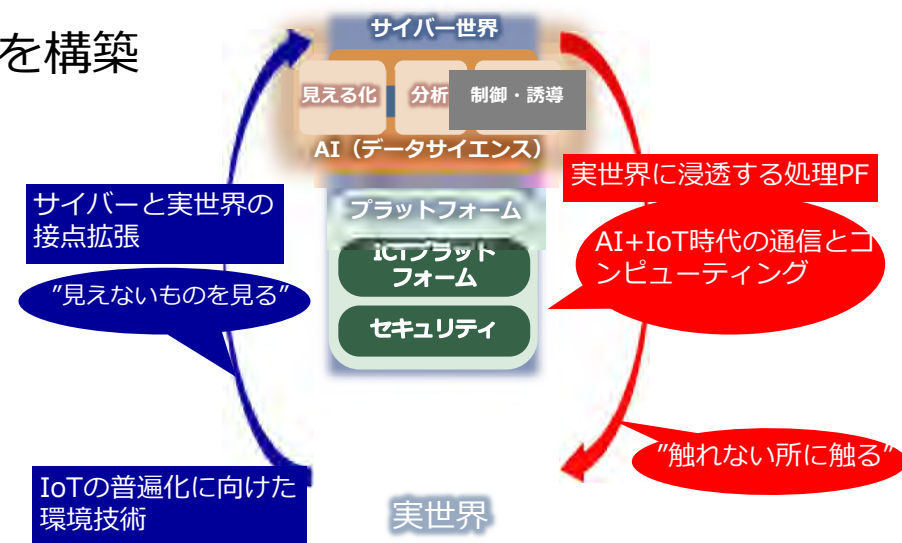 を構築
サイバー世界
見える化
分析
制御・誘導
AI（データサイエンス）
実世界に浸透する処理PF
サイバーと実世界の
接点拡張
プラットフォーム
AI+IoT時代の通信とコ
ンピューティング
ICTプラット
フォーム
”見えないものを見る”
セキュリティ
”触れない所に触る”
IoTの普遍化に向けた
環境技術
実世界